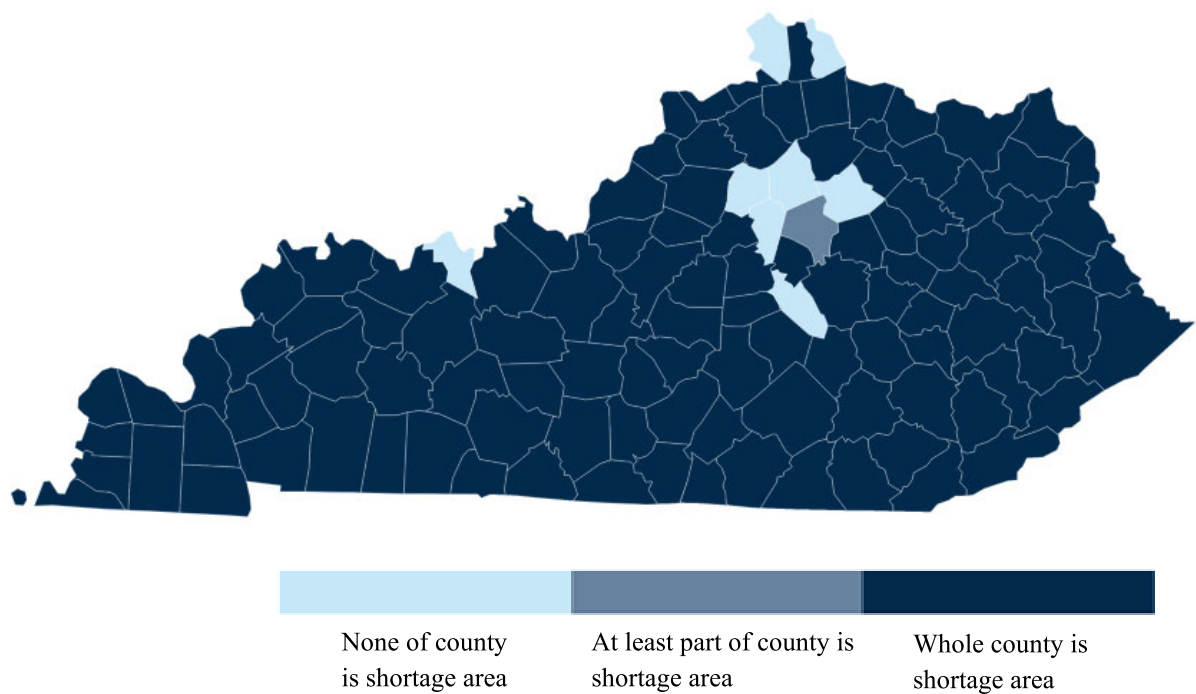 None of county
is shortage area
At least part of county is
shortage area
Whole county is
shortage area